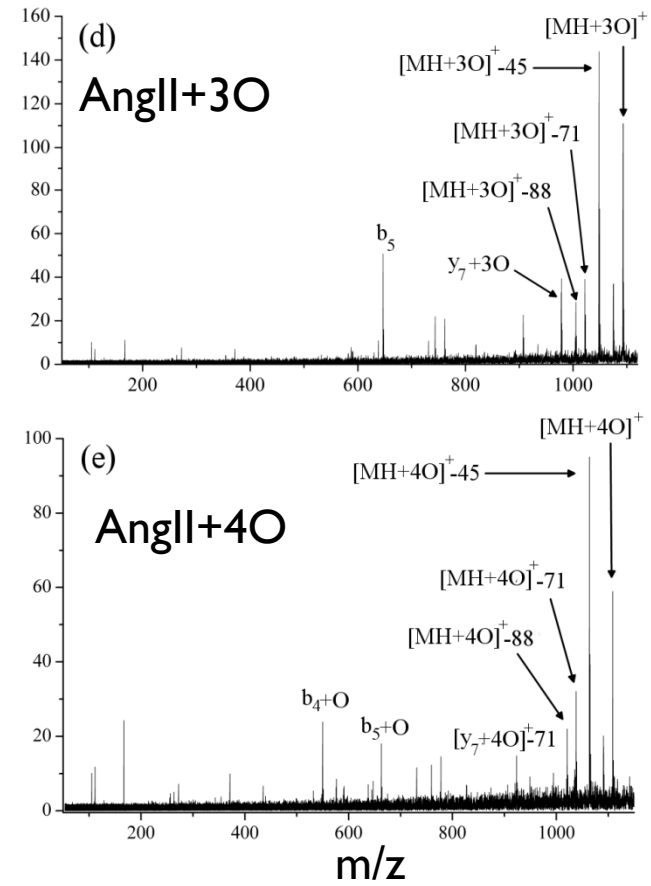 160
(d)
[MH+3O]⁺
140
[MH+3O]⁺-45
AngII+3O
120
[MH+3O]⁺-71
100
[MH+3O]⁺-88
80
60
b₅
y₇+3O
40
20
0
200 400 600 800 1000
100
(e)
[MH+4O]⁺
[MH+4O]⁺-45
80
AngII+4O
[MH+4O]⁺-71
60
[MH+4O]⁺-88
40
b₄+O
b₅+O
[y₇+4O]⁺-71
20
0
200 400 600 800 1000
m/z